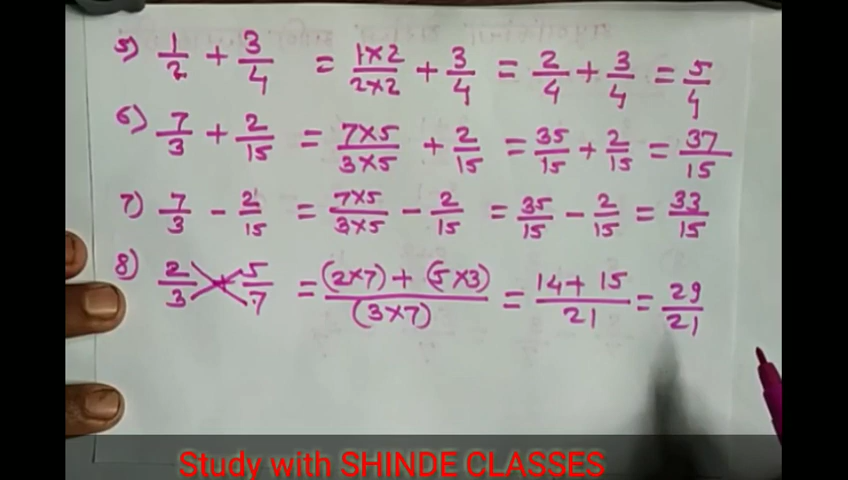 5) 1/2 + 3/4 = 1×2/2×2 + 3/4 = 2/4 + 3/4 = 5/4
6) 7/3 + 2/15 = 7×5/3×5 + 2/15 = 35/15 + 2/15 = 37/15
7) 7/3 - 2/15 = 7×5/3×5 - 2/15 = 35/15 - 2/15 = 33/15
8) 2/3 + 5/7 = (2×7) + (5×3)/(3×7) = 14 + 15/21 = 29/21
Study with SHINDE CLASSES